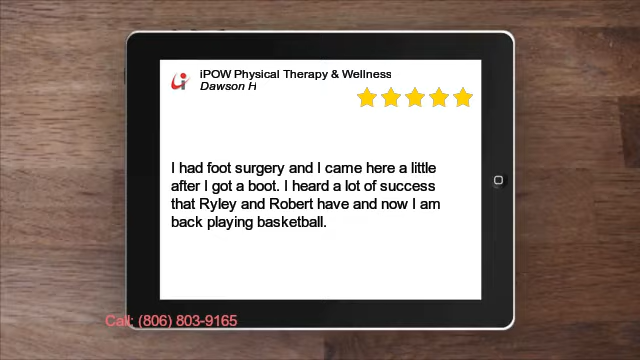 iPOW Physical Therapy & Wellness
Dawson H
I had foot surgery and I came here a little
after I got a boot. I heard a lot of success
that Ryley and Robert have and now I am
back playing basketball.
Call: (806) 803-9165